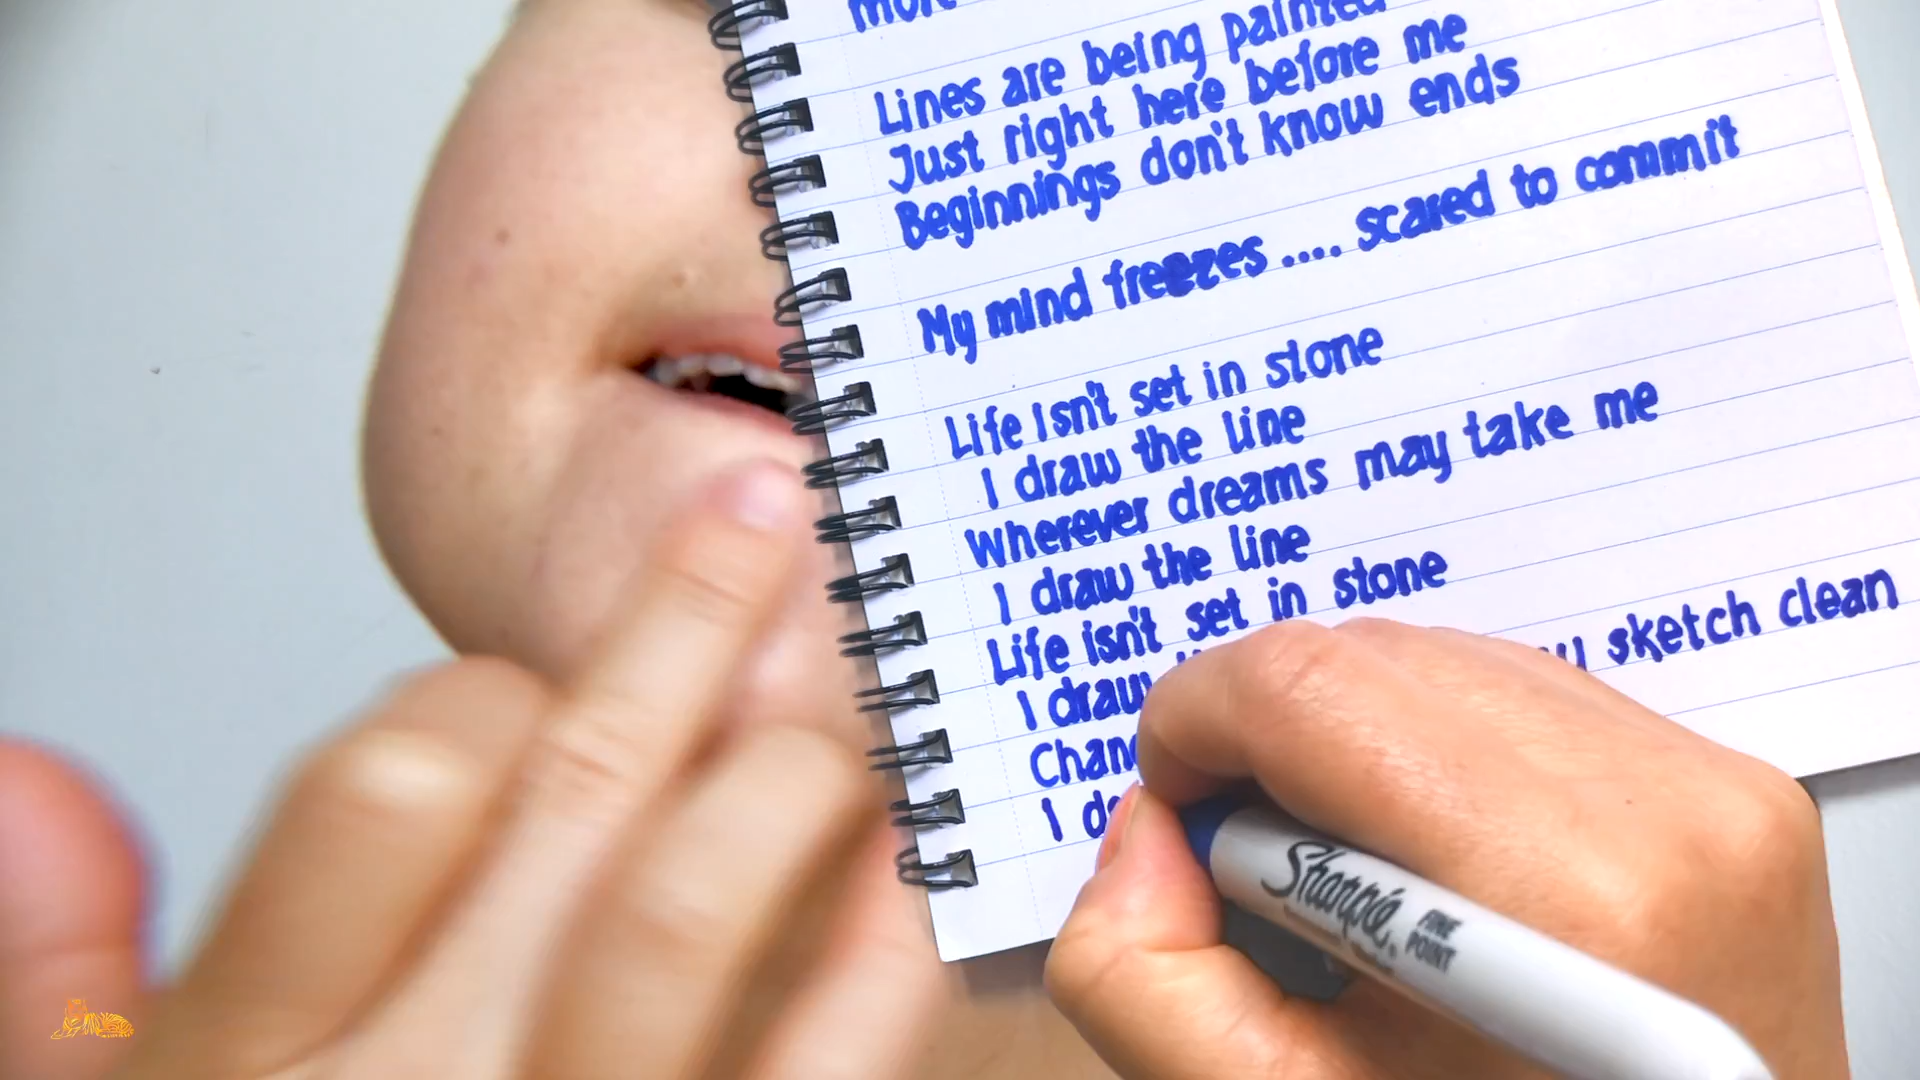 more
Lines are being painted
Just right here before me
Beginnings don't know ends
My mind freezes .... scared to commit
Life isn't set in stone
I draw the line
Wherever dreams may take me
I draw the line
Life isn't set in stone
I draw sketch clean
I
Sharpie.
FINE
POINT